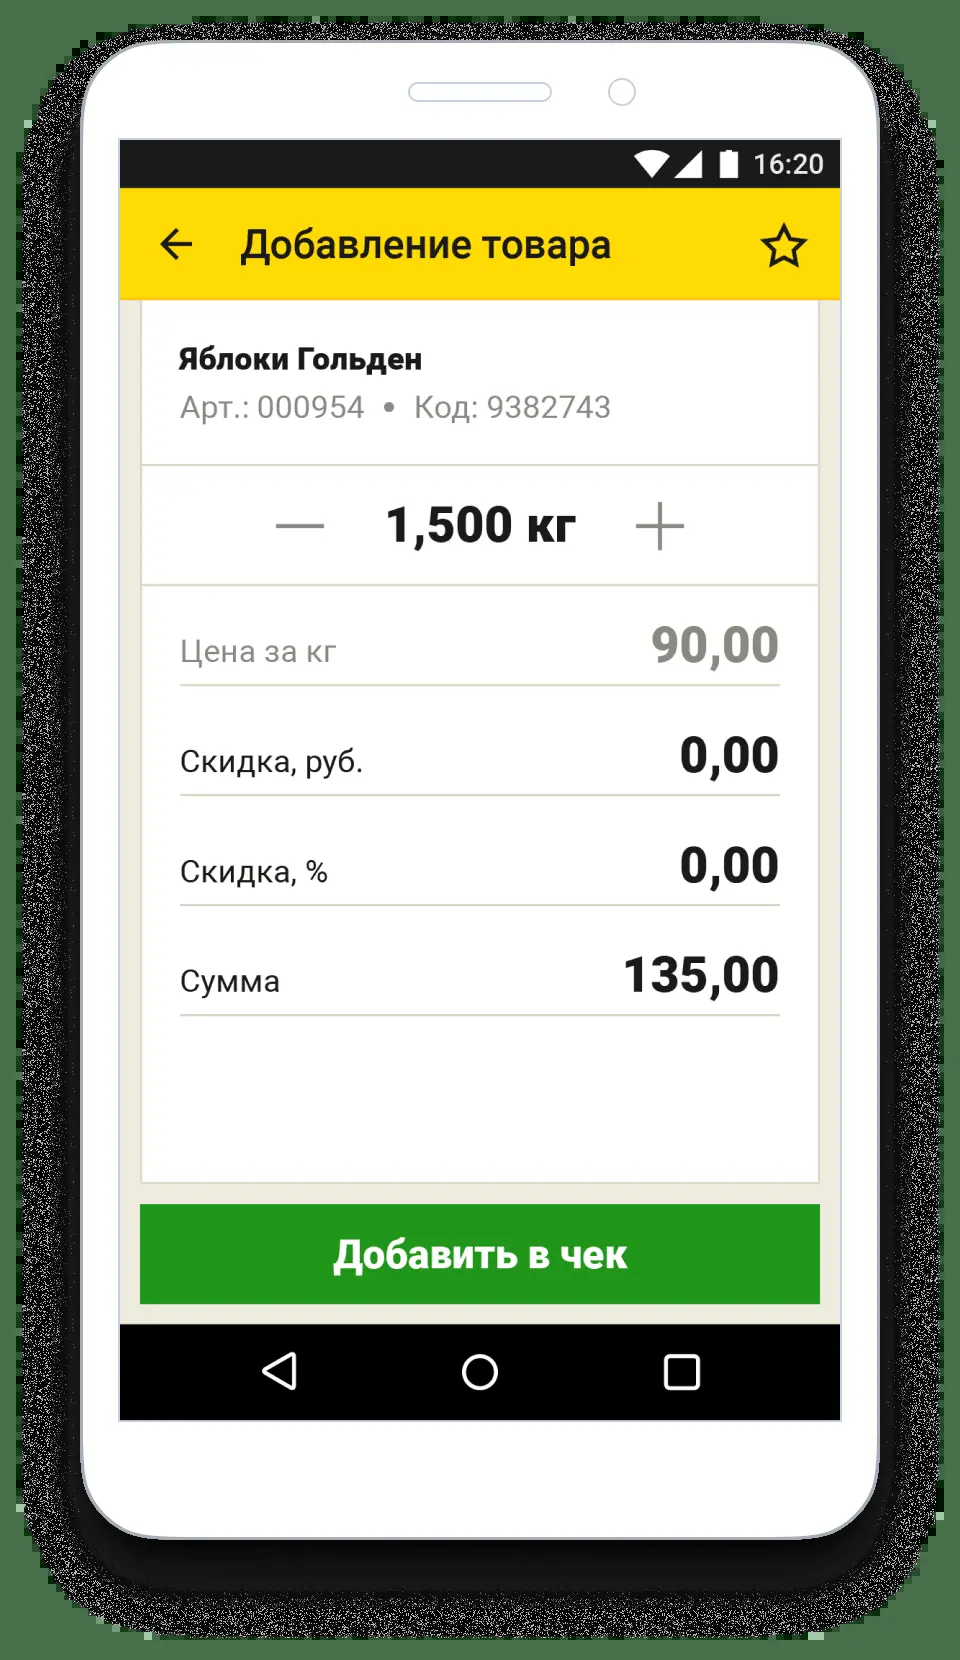 16:20
Добавление товара
Яблоки Гольден
Арт.: 000954 • Код: 9382743
1,500 кг
Цена за кг 90,00
Скидка, руб. 0,00
Скидка, % 0,00
Сумма 135,00
Добавить в чек